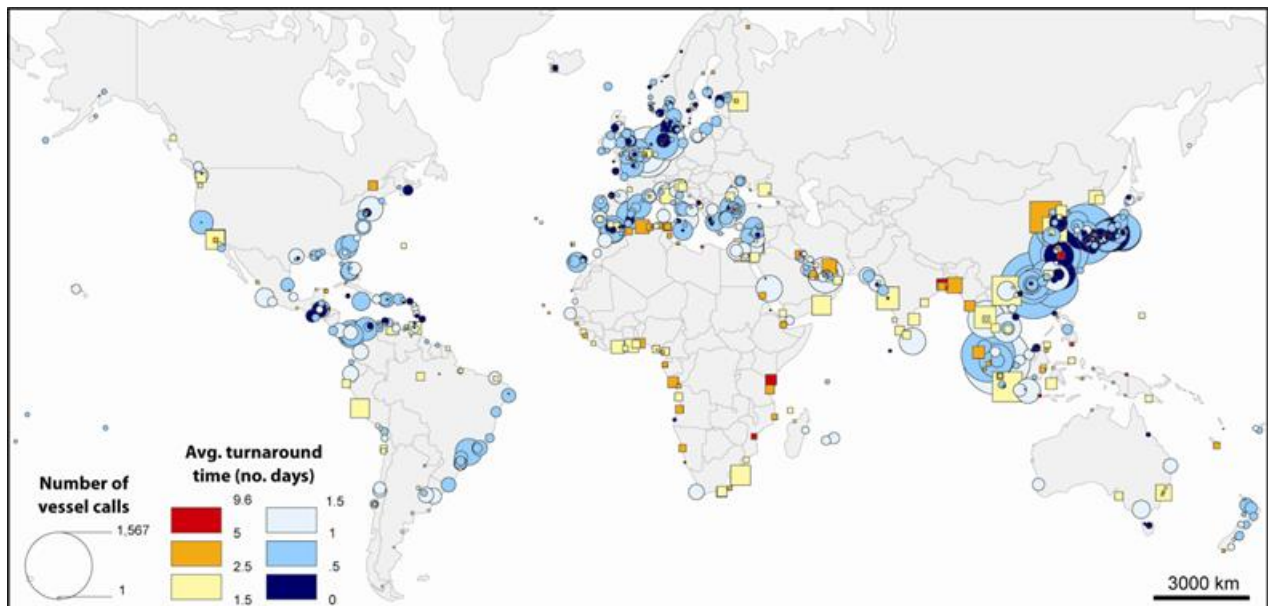 Avg. turnaround
time (no. days)
Number of
vessel calls
1,567
1
9.6
5
2.5
1.5
1.5
1
.5
0
3000 km